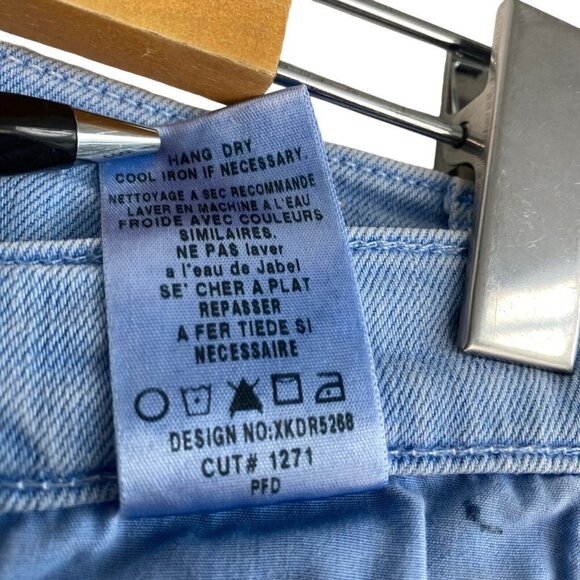 HANG DRY
COOL IRON IF NECESSARY.
NETTOYAGE A SEC RECOMMANDE
LAVER EN MACHINE A L'EAU
FROIDE AVEC COULEURS
SIMILAIRES.
NE PAS laver
a l'eau de Jabel
SE' CHER A PLAT
REPASSER
A FER TIEDE SI
NECESSAIRE
DESIGN NO:XKDR5268
CUT# 1271
PFD